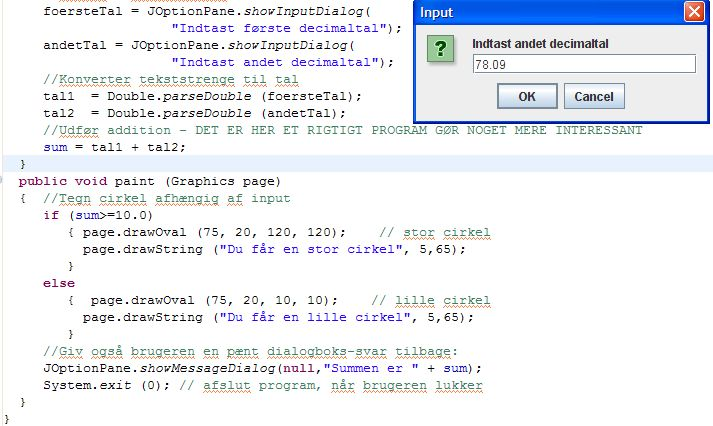 foersteTal = JOptionPane.showInputDialog(
"Indtast første decimaltal");
andetTal = JOptionPane.showInputDialog(
"Indtast andet decimaltal");
//Konverter tekststrenge til tal
tal1 = Double.parseDouble (foersteTal);
tal2 = Double.parseDouble (andetTal);
//Udfør addition - DET ER HER ET RIGTIGT PROGRAM GØR NOGET MERE INTERESSANT
sum = tal1 + tal2;
}
public void paint (Graphics page)
{ //Tegn cirkel afhængig af input
if (sum>=10.0)
{ page.drawOval (75, 20, 120, 120); // stor cirkel
page.drawString ("Du får en stor cirkel", 5,65);
}
else
{ page.drawOval (75, 20, 10, 10); // lille cirkel
page.drawString ("Du får en lille cirkel", 5,65);
}
//Giv også brugeren en pænt dialogboks-svar tilbage:
JOptionPane.showMessageDialog(null,"Summen er " + sum);
System.exit (0); // afslut program, når brugeren lukker
}
}
Input
Indtast andet decimaltal
78.09
OK Cancel